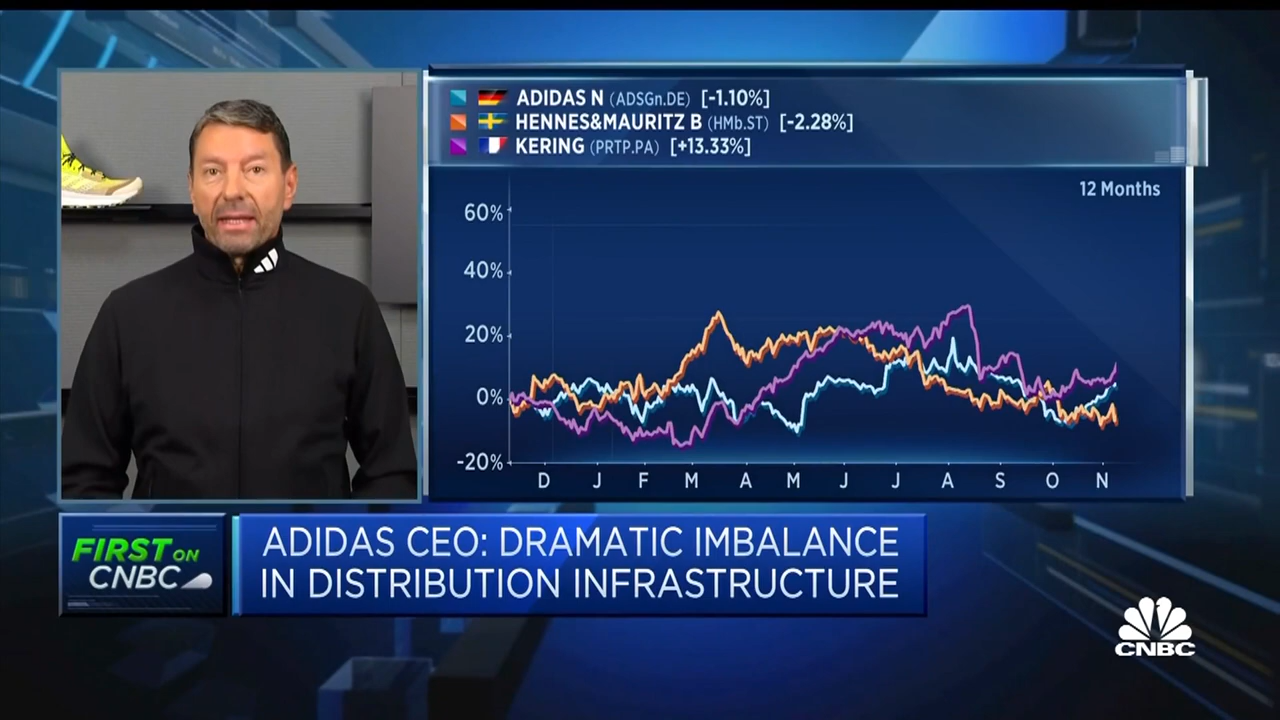 ADIDAS N (ADSGn.DE) [-1.10%]
HENNES&MAURITZ B (HMb.ST) [-2.28%]
KERING (PRTP.PA) [+13.33%]
12 Months
60%
40%
20%
0%
-20%
D J F M A M J J A S O N
FIRST ON
CNBC
ADIDAS CEO: DRAMATIC IMBALANCE
IN DISTRIBUTION INFRASTRUCTURE
CNBC